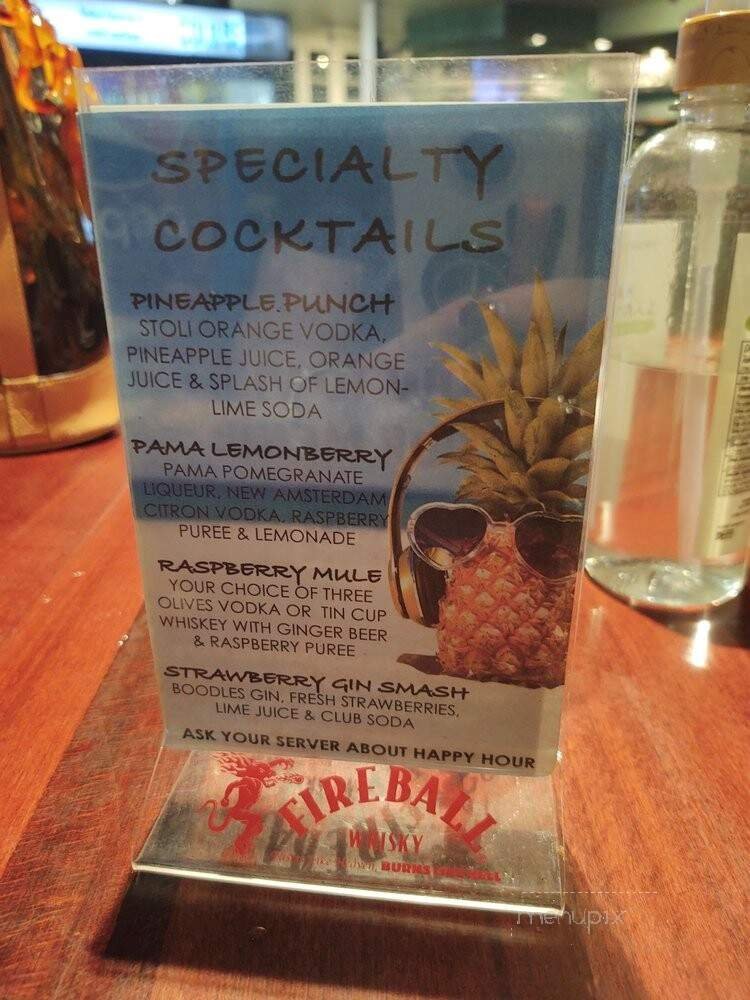 SPECIALTY
COCKTAILS
PINEAPPLE PUNCH
STOLI ORANGE VODKA,
PINEAPPLE JUICE, ORANGE
JUICE & SPLASH OF LEMON-
LIME SODA
PAMA LEMONBERRY
PAMA POMEGRANATE
LIQUEUR, NEW AMSTERDAM
CITRON VODKA, RASPBERRY
PUREE & LEMONADE
RASPBERRY MULE
YOUR CHOICE OF THREE
OLIVES VODKA OR TIN CUP
WHISKEY WITH GINGER BEER
& RASPBERRY PUREE
STRAWBERRY GIN SMASH
BOODLES GIN, FRESH STRAWBERRIES,
LIME JUICE & CLUB SODA
ASK YOUR SERVER ABOUT HAPPY HOUR
FIREBALL
WHISKY
BURNS LIKE HELL
menupix